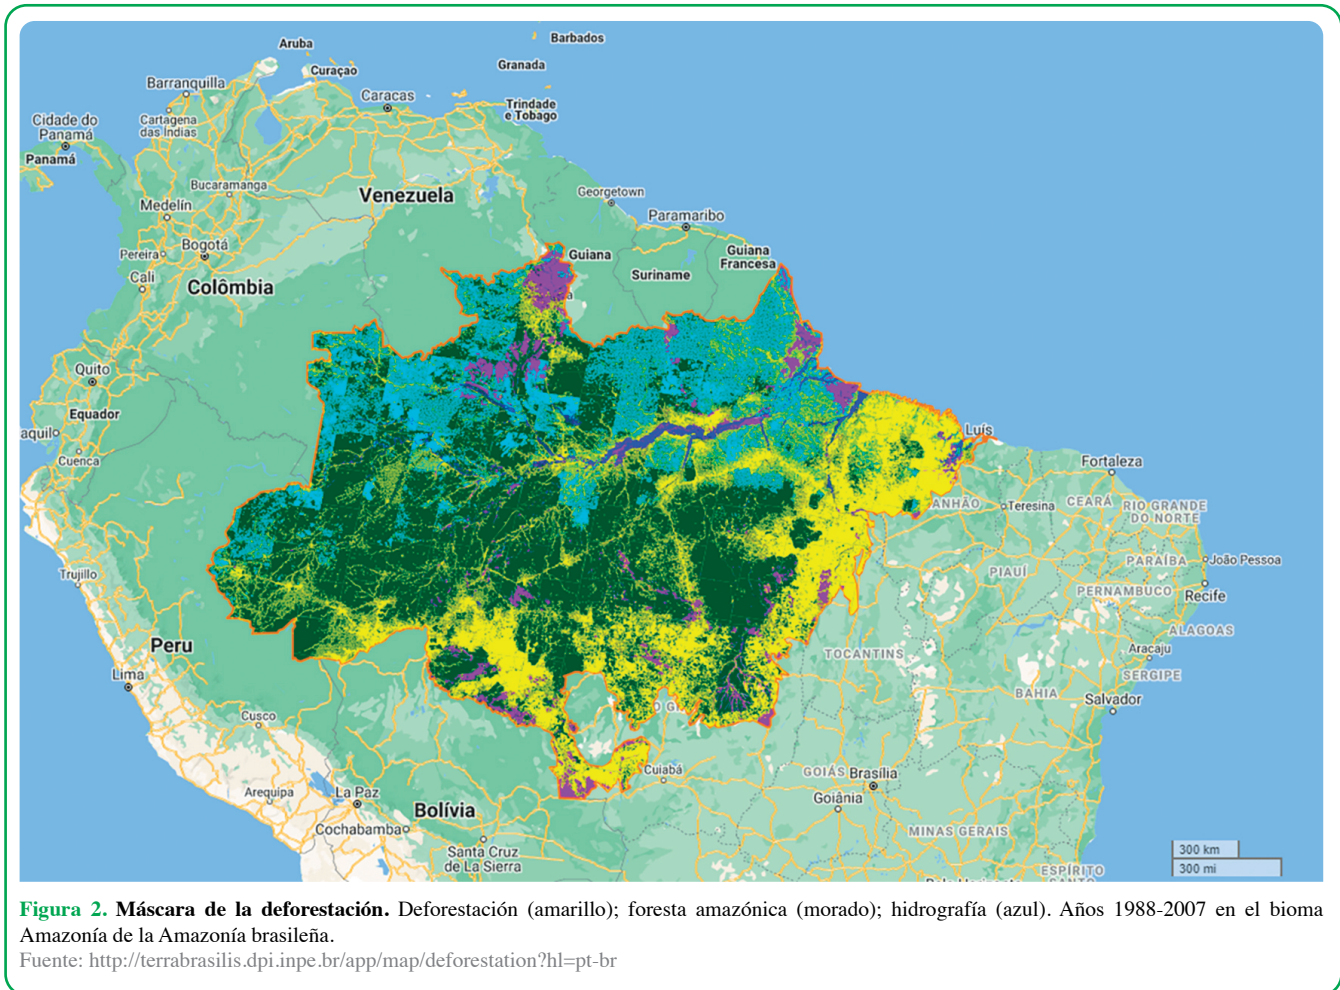 Barbados
Aruba
Granada
Curaçao
Barranquilla
Caracas
Trindade
e Tobago
Cartagena
das Índias
Cidade do
Panamá
Panamá
Bucaramanga
Venezuela
Georgetown
Medelín
Paramaribo
Bogotá
Pereira
Guiana
Guiana
Francesa
Cali
Suriname
Colômbia
a
Quito
Equador
aquil
Luís
Cuenca
Fortaleza
ANHÃO
Teresina
CEARÁ
RIO GRANDE
DO NORTE
Trujillo
PIAUÍ
PARAÍBA
João Pessoa
PERNAMBUCO
Recife
Peru
ALAGOAS
TOCANTINS
Aracaju
SERGIPE
Lima
BAHIA
Salvador
O G
Cusco
Cuiabá
GOIÁS
Brasília
Arequipa
La Paz
Goiânia
Bolívia
Cochabamba
MINAS GERAIS
Santa Cruz
de La Sierra
300 km
300 mi
ESPÍRITO
Figura 2. Máscara de la deforestación. Deforestación (amarillo); foresta amazónica (morado); hidrografía (azul). Años 1988-2007 en el bioma
Amazonía de la Amazonía brasileña.
Fuente: http://terrabrasilis.dpi.inpe.br/app/map/deforestation?hl=pt-br